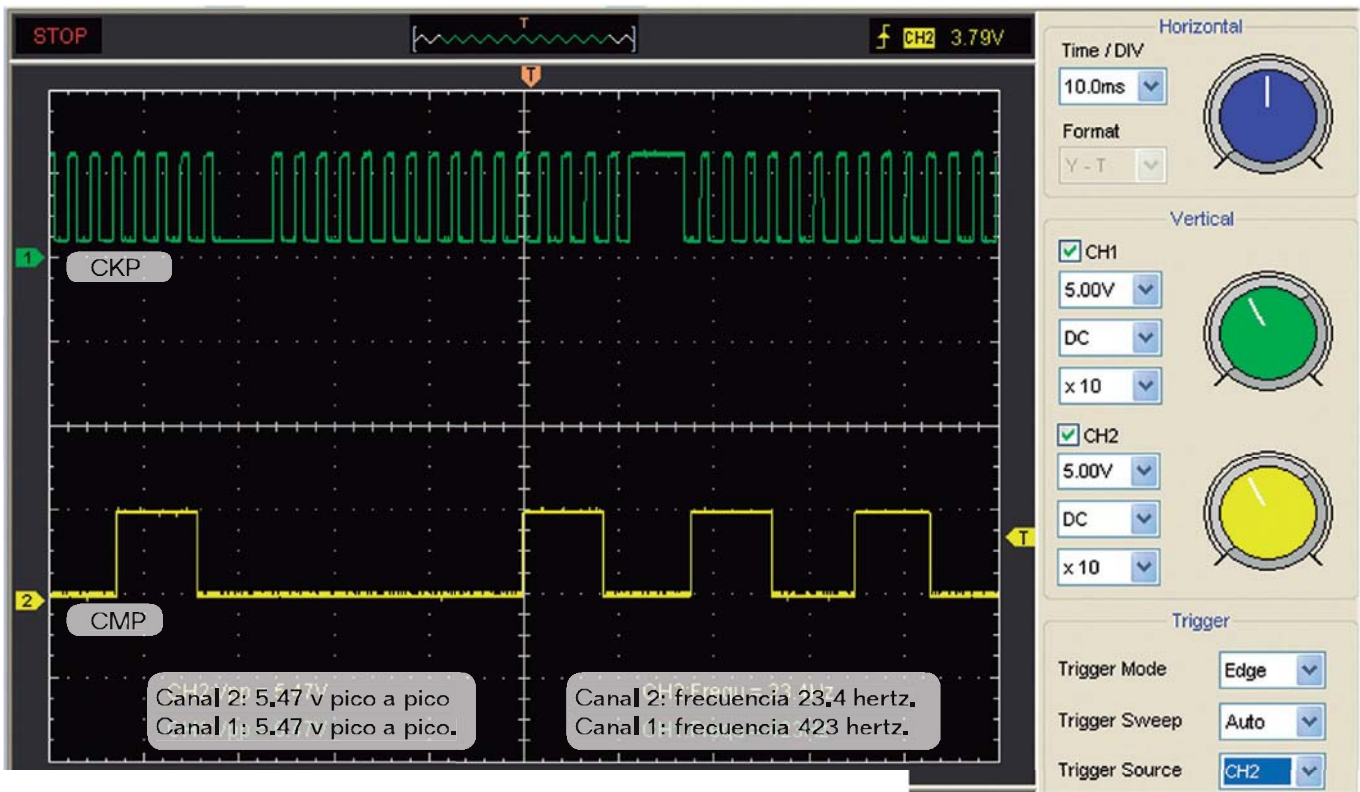 STOP
T
CH2 3.79V
T
Horizontal
Time / DIV
10.0ms
Format
Y - T
1
CKP
Vertical
CH1
5.00V
DC
x 10
CH2
5.00V
DC
x 10
T
2
CMP
Canal 2: 5.47 v pico a pico
Canal 1: 5.47 v pico a pico.
Canal 2: frecuencia 23.4 hertz.
Canal 1: frecuencia 423 hertz.
Trigger
Trigger Mode
Edge
Trigger Sweep
Auto
Trigger Source
CH2